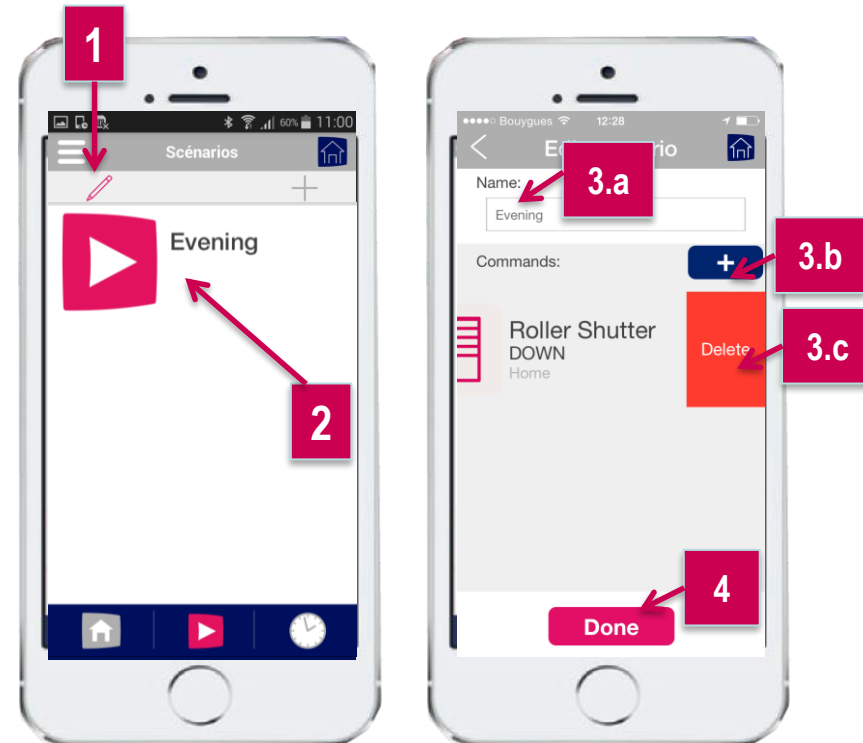 1
60% 11:00
Scénarios
Evening
2
Bouygues 12:28
Name:
3.a
Evening
Commands:
+
3.b
Roller Shutter
DOWN
Home
Delete
3.c
4
Done